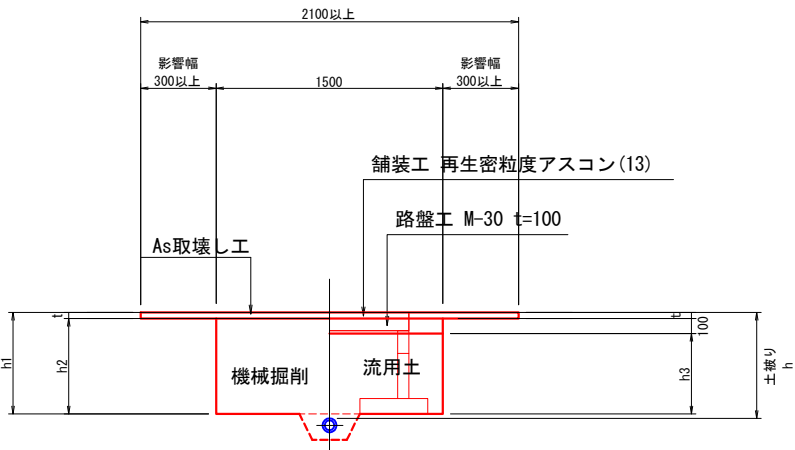 2100以上
影響幅
300以上
1500
影響幅
300以上
舗装工 再生密粒度アスコン(13)
路盤工 M-30 t=100
As取壊し工
t
h1
h2
機械掘削
流用土
t
100
h3
土被り
h